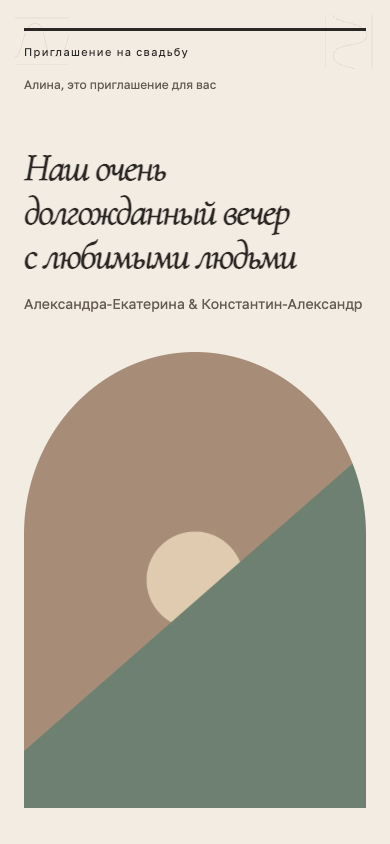 Приглашение на свадьбу
Алина, это приглашение для вас
Наш очень
долгожданный вечер
с любимыми людьми
Александра-Екатерина & Константин-Александр